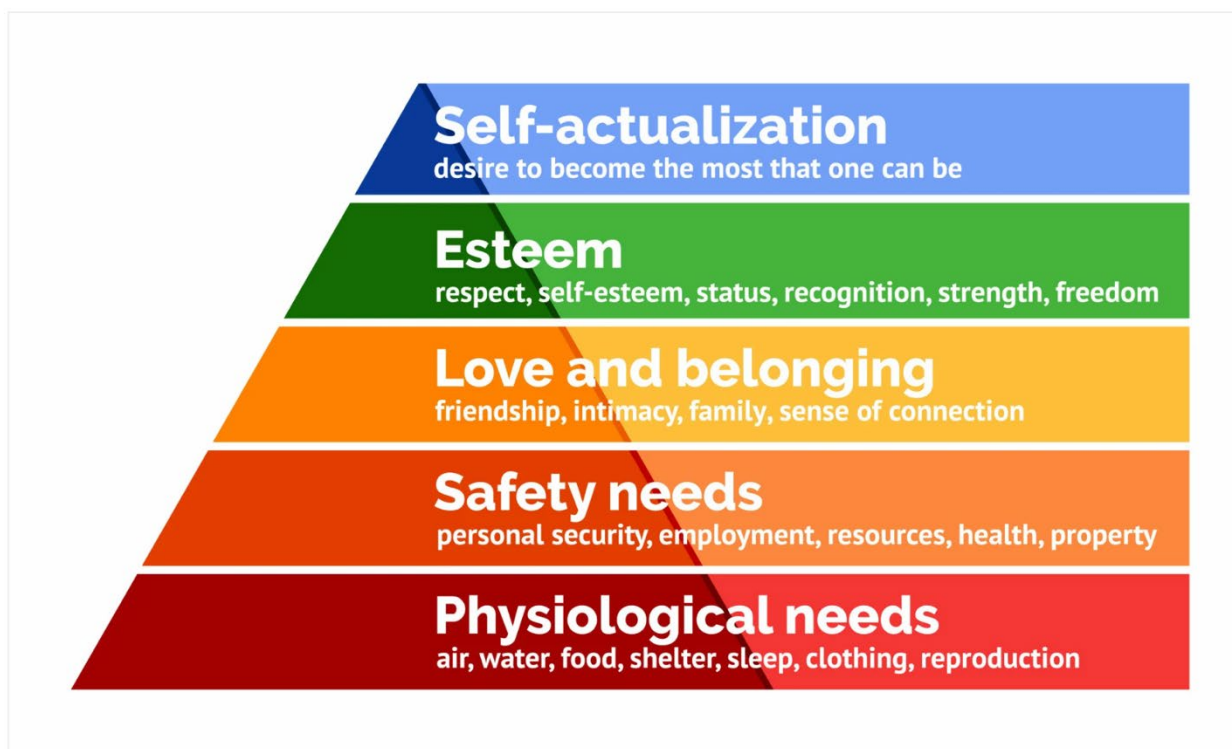 Self-actualization
desire to become the most that one can be
Esteem
respect, self-esteem, status, recognition, strength, freedom
Love and belonging
friendship, intimacy, family, sense of connection
Safety needs
personal security, employment, resources, health, property
Physiological needs
air, water, food, shelter, sleep, clothing, reproduction